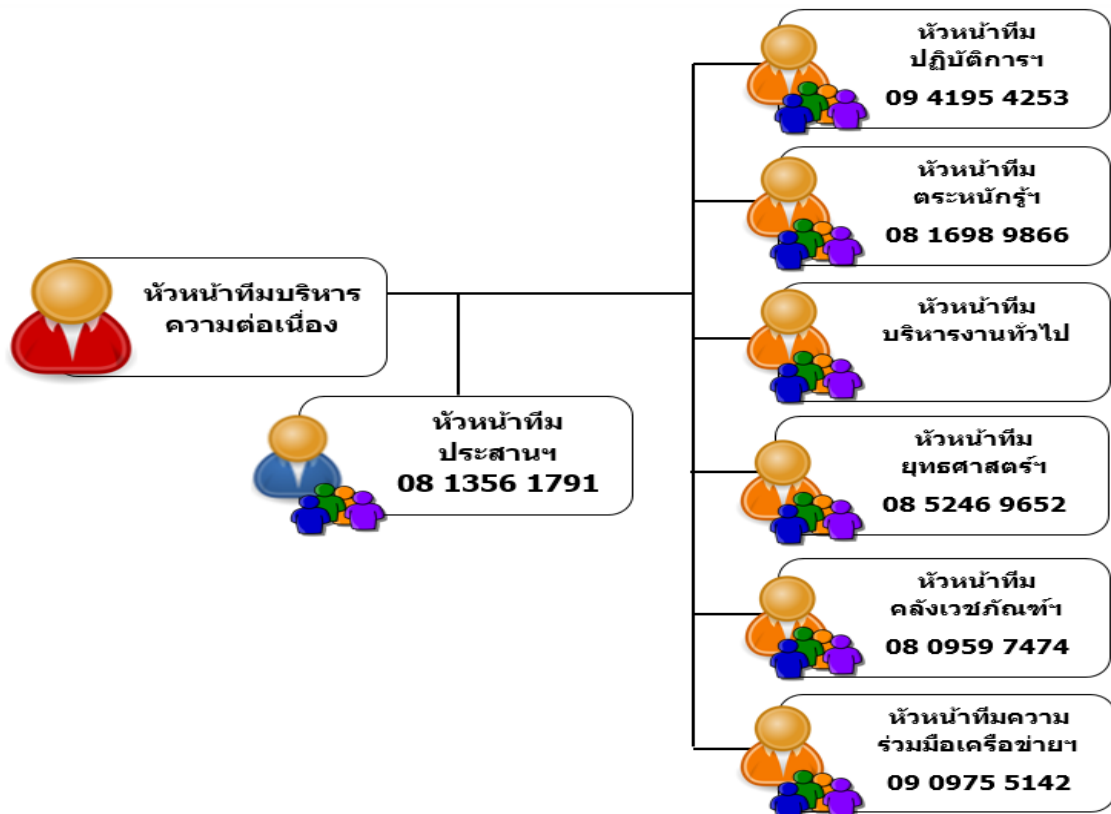 หัวหน้าทีมบริหาร
ความต่อเนื่อง
หัวหน้าทีม
ประสานฯ
08 1356 1791
หัวหน้าทีม
ปฏิบัติการฯ
09 4195 4253
หัวหน้าทีม
ตระหนักรู้ฯ
08 1698 9866
หัวหน้าทีม
บริหารงานทั่วไป
หัวหน้าทีม
ยุทธศาสตร์ฯ
08 5246 9652
หัวหน้าทีม
คลังเวชภัณฑ์ฯ
08 0959 7474
หัวหน้าทีมความ
ร่วมมือเครือข่ายฯ
09 0975 5142